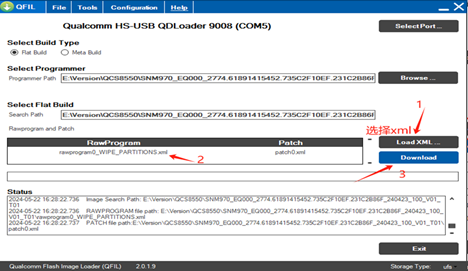 QFIL File Tools Configuration Help
Qualcomm HS-USB QDLoader 9008 (COM5)
Select Port...
Select Build Type
Flat Build Meta Build
Select Programmer
Programmer Path E:\Version\QCS8550\SNM970_EQ000_2774.61891415452.735C2F10EF.231C2B86F Browse ...
Select Flat Build
1
Search Path E:\Version\QCS8550\SNM970_EQ000_2774.61891415452.735C2F10EF.231C2B86F
选择xml
Rawprogram and Patch
RawProgram Patch
Load XML ...
rawprogram0_WIPE_PARTITIONS.xml patch0.xml
2
Download
3
Status
2024-05-22 16:28:22.736 Image Search Path: E:\Version\QCS8550\SNM970_EQ000_2774.61891415452.735C2F10EF.231C2B86F_240423_100_V01_
T01
2024-05-22 16:28:22.736 RAWPROGRAM file path: E:\Version\QCS8550\SNM970_EQ000_2774.61891415452.735C2F10EF.231C2B86F_240423_100_
V01_T01\rawprogram0_WIPE_PARTITIONS.xml
2024-05-22 16:28:22.737 PATCH file path:E:\Version\QCS8550\SNM970_EQ000_2774.61891415452.735C2F10EF.231C2B86F_240423_100_V01_T01\
patch0.xml
Exit
Qualcomm Flash Image Loader (QFIL) 2.0.1.9 Storage Type: ufs